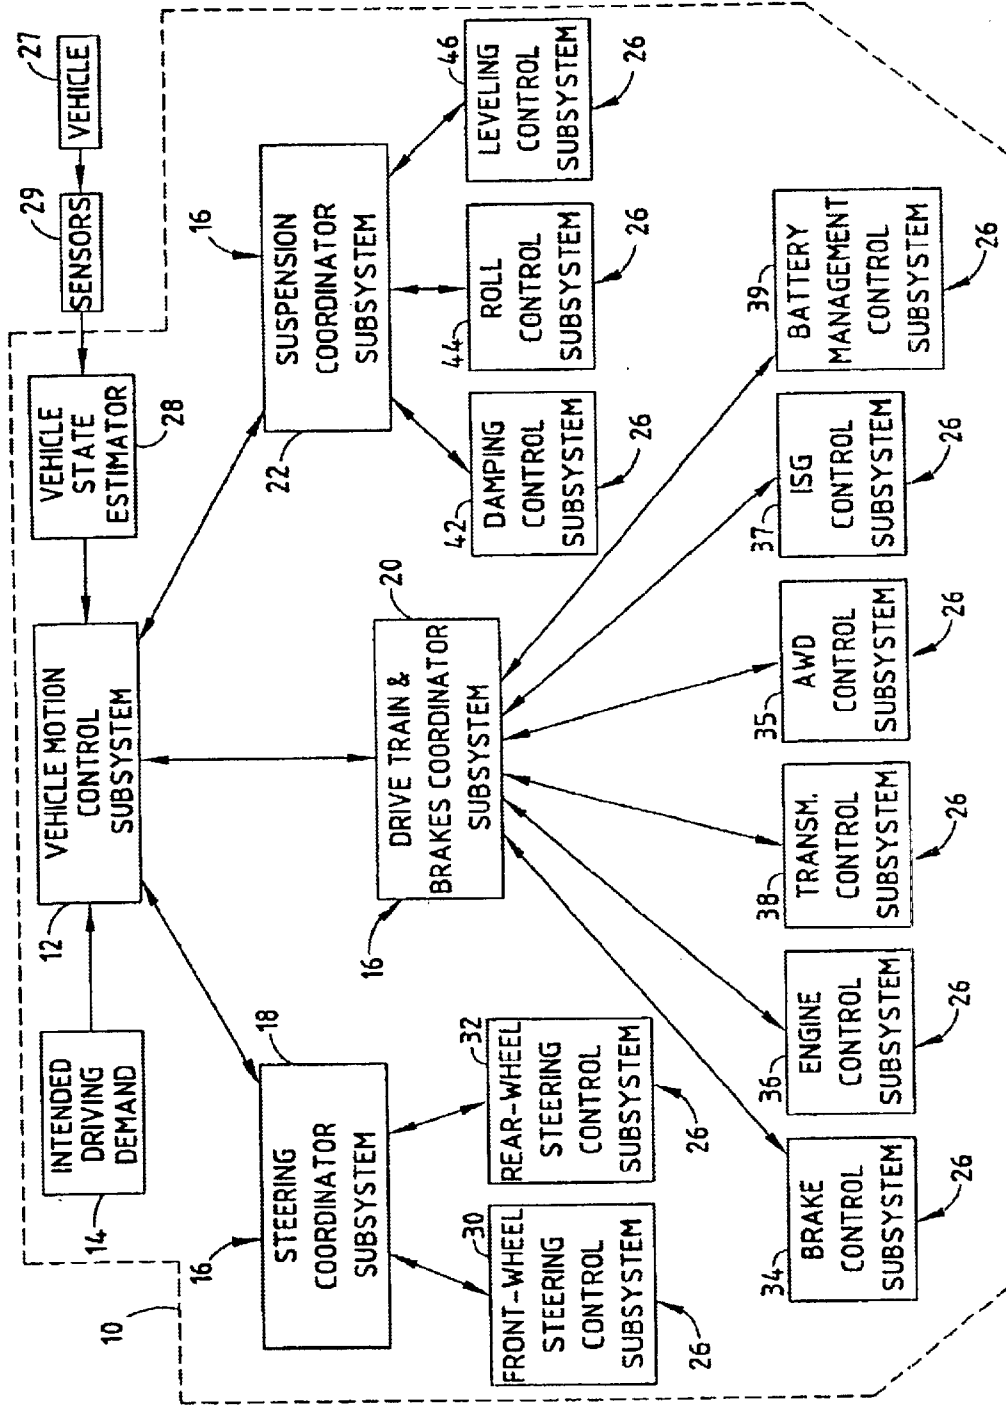 10
14
INTENDED
DRIVING
DEMAND
12
VEHICLE MOTION
CONTROL
SUBSYSTEM
VEHICLE
STATE
ESTIMATOR
28
SENSORS
29
VEHICLE
27
16
STEERING
COORDINATOR
SUBSYSTEM
18
16
DRIVE TRAIN &
BRAKES COORDINATOR
SUBSYSTEM
20
22
SUSPENSION
COORDINATOR
SUBSYSTEM
16
FRONT-WHEEL
STEERING
CONTROL
SUBSYSTEM
30
26
REAR-WHEEL
STEERING
CONTROL
SUBSYSTEM
32
26
42
DAMPING
CONTROL
SUBSYSTEM
26
44
ROLL
CONTROL
SUBSYSTEM
26
46
LEVELING
CONTROL
SUBSYSTEM
26
34
BRAKE
CONTROL
SUBSYSTEM
26
36
ENGINE
CONTROL
SUBSYSTEM
26
38
TRANSM.
CONTROL
SUBSYSTEM
26
35
AWD
CONTROL
SUBSYSTEM
26
37
ISG
CONTROL
SUBSYSTEM
26
39
BATTERY
MANAGEMENT
CONTROL
SUBSYSTEM
26